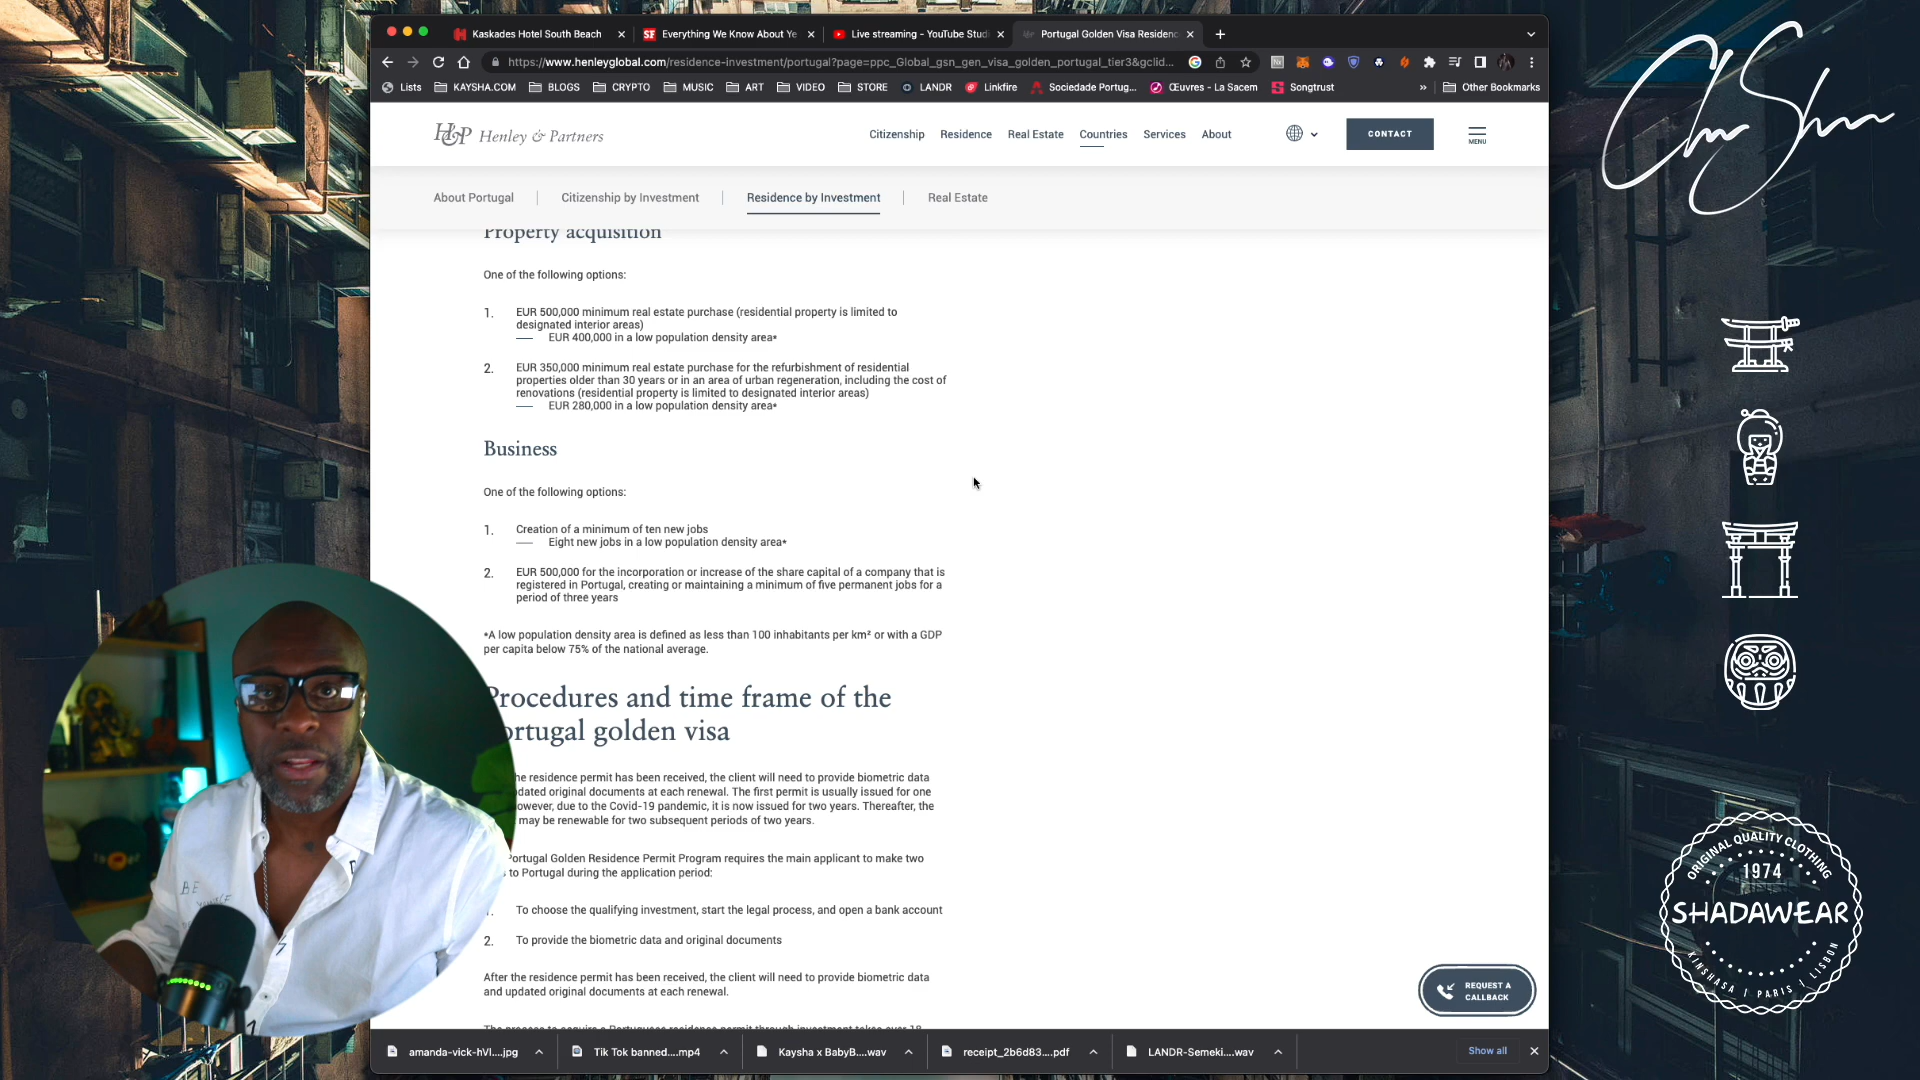 Kaskades Hotel South Beach
Everything We Know About Ye
Live streaming - YouTube Studi
Portugal Golden Visa Residenc
https://www.henleyglobal.com/residence-investment/portugal?page=ppc_Global_gsn_gen_visa_golden_portugal_tier3&gclid...
Lists
KAYSHA.COM
BLOGS
CRYPTO
MUSIC
ART
VIDEO
STORE
LANDR
Linkfire
Sociedade Portug...
Œuvres - La Sacem
Songtrust
»
Other Bookmarks
H&P Henley & Partners
Citizenship
Residence
Real Estate
Countries
Services
About
CONTACT
MENU
About Portugal
Citizenship by Investment
Residence by Investment
Real Estate
Property acquisition
One of the following options:
1. EUR 500,000 minimum real estate purchase (residential property is limited to
designated interior areas)
— EUR 400,000 in a low population density area*
2. EUR 350,000 minimum real estate purchase for the refurbishment of residential
properties older than 30 years or in an area of urban regeneration, including the cost of
renovations (residential property is limited to designated interior areas)
— EUR 280,000 in a low population density area*
Business
One of the following options:
1. Creation of a minimum of ten new jobs
— Eight new jobs in a low population density area*
2. EUR 500,000 for the incorporation or increase of the share capital of a company that is
registered in Portugal, creating or maintaining a minimum of five permanent jobs for a
period of three years
*A low population density area is defined as less than 100 inhabitants per km² or with a GDP
per capita below 75% of the national average.
Procedures and time frame of the
ortugal golden visa
he residence permit has been received, the client will need to provide biometric data
dated original documents at each renewal. The first permit is usually issued for one
owever, due to the Covid-19 pandemic, it is now issued for two years. Thereafter, the
may be renewable for two subsequent periods of two years.
Portugal Golden Residence Permit Program requires the main applicant to make two
to Portugal during the application period:
. To choose the qualifying investment, start the legal process, and open a bank account
2. To provide the biometric data and original documents
After the residence permit has been received, the client will need to provide biometric data
and updated original documents at each renewal.
REQUEST A
CALLBACK
amanda-vick-hVl....jpg
Tik Tok banned....mp4
Kaysha x BabyB....wav
receipt_2b6d83....pdf
LANDR-Semeki....wav
Show all
ORIGINAL QUALITY CLOTHING
1974
SHADAWEAR
KINSHASA | PARIS | LISBON
BE